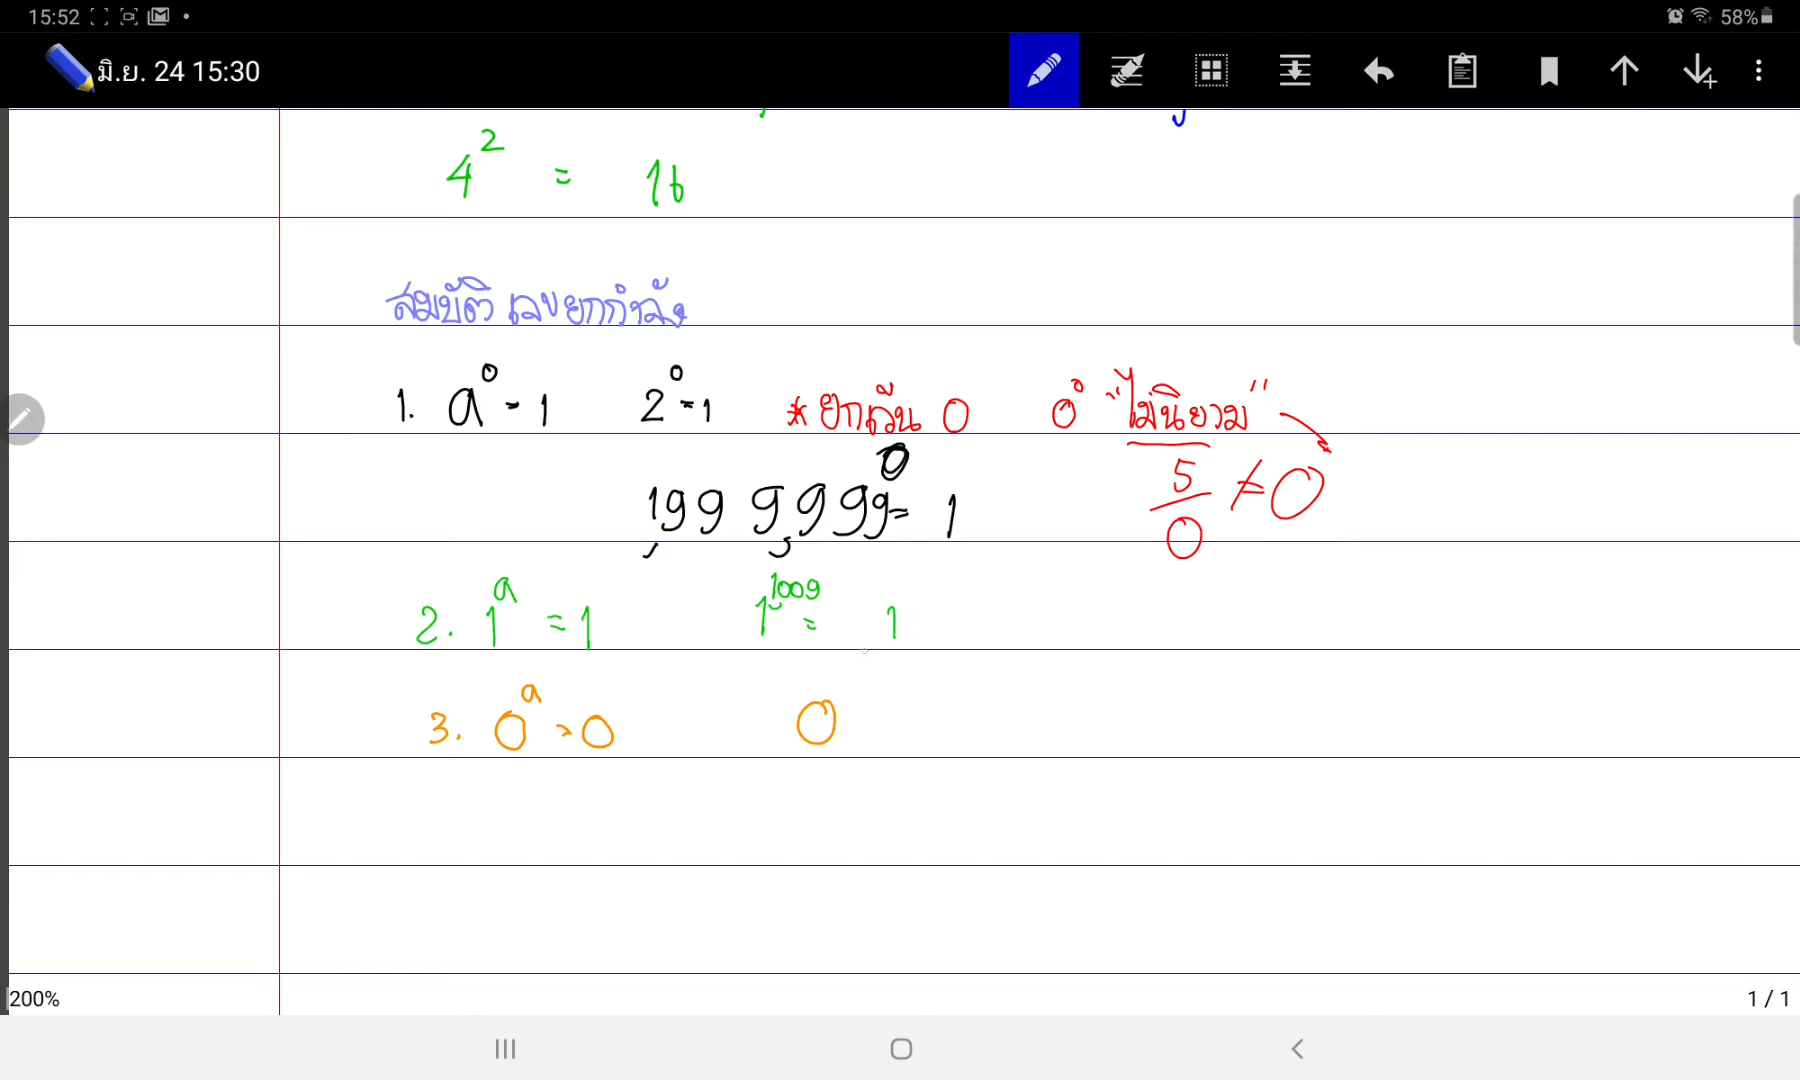 15:52
58%
มิ.ย. 24 15:30
4² = 16
สมบัติ เลขยกกำลัง
1. a⁰ = 1 2⁰ = 1 *ยกเว้น 0 0⁰ "ไม่นิยาม"
1,999,9999⁰ = 1 5/0 ≠ 0
2. 1ᵃ = 1 1¹⁰⁰⁹ = 1
3. 0ᵃ = 0 0
200%
1 / 1